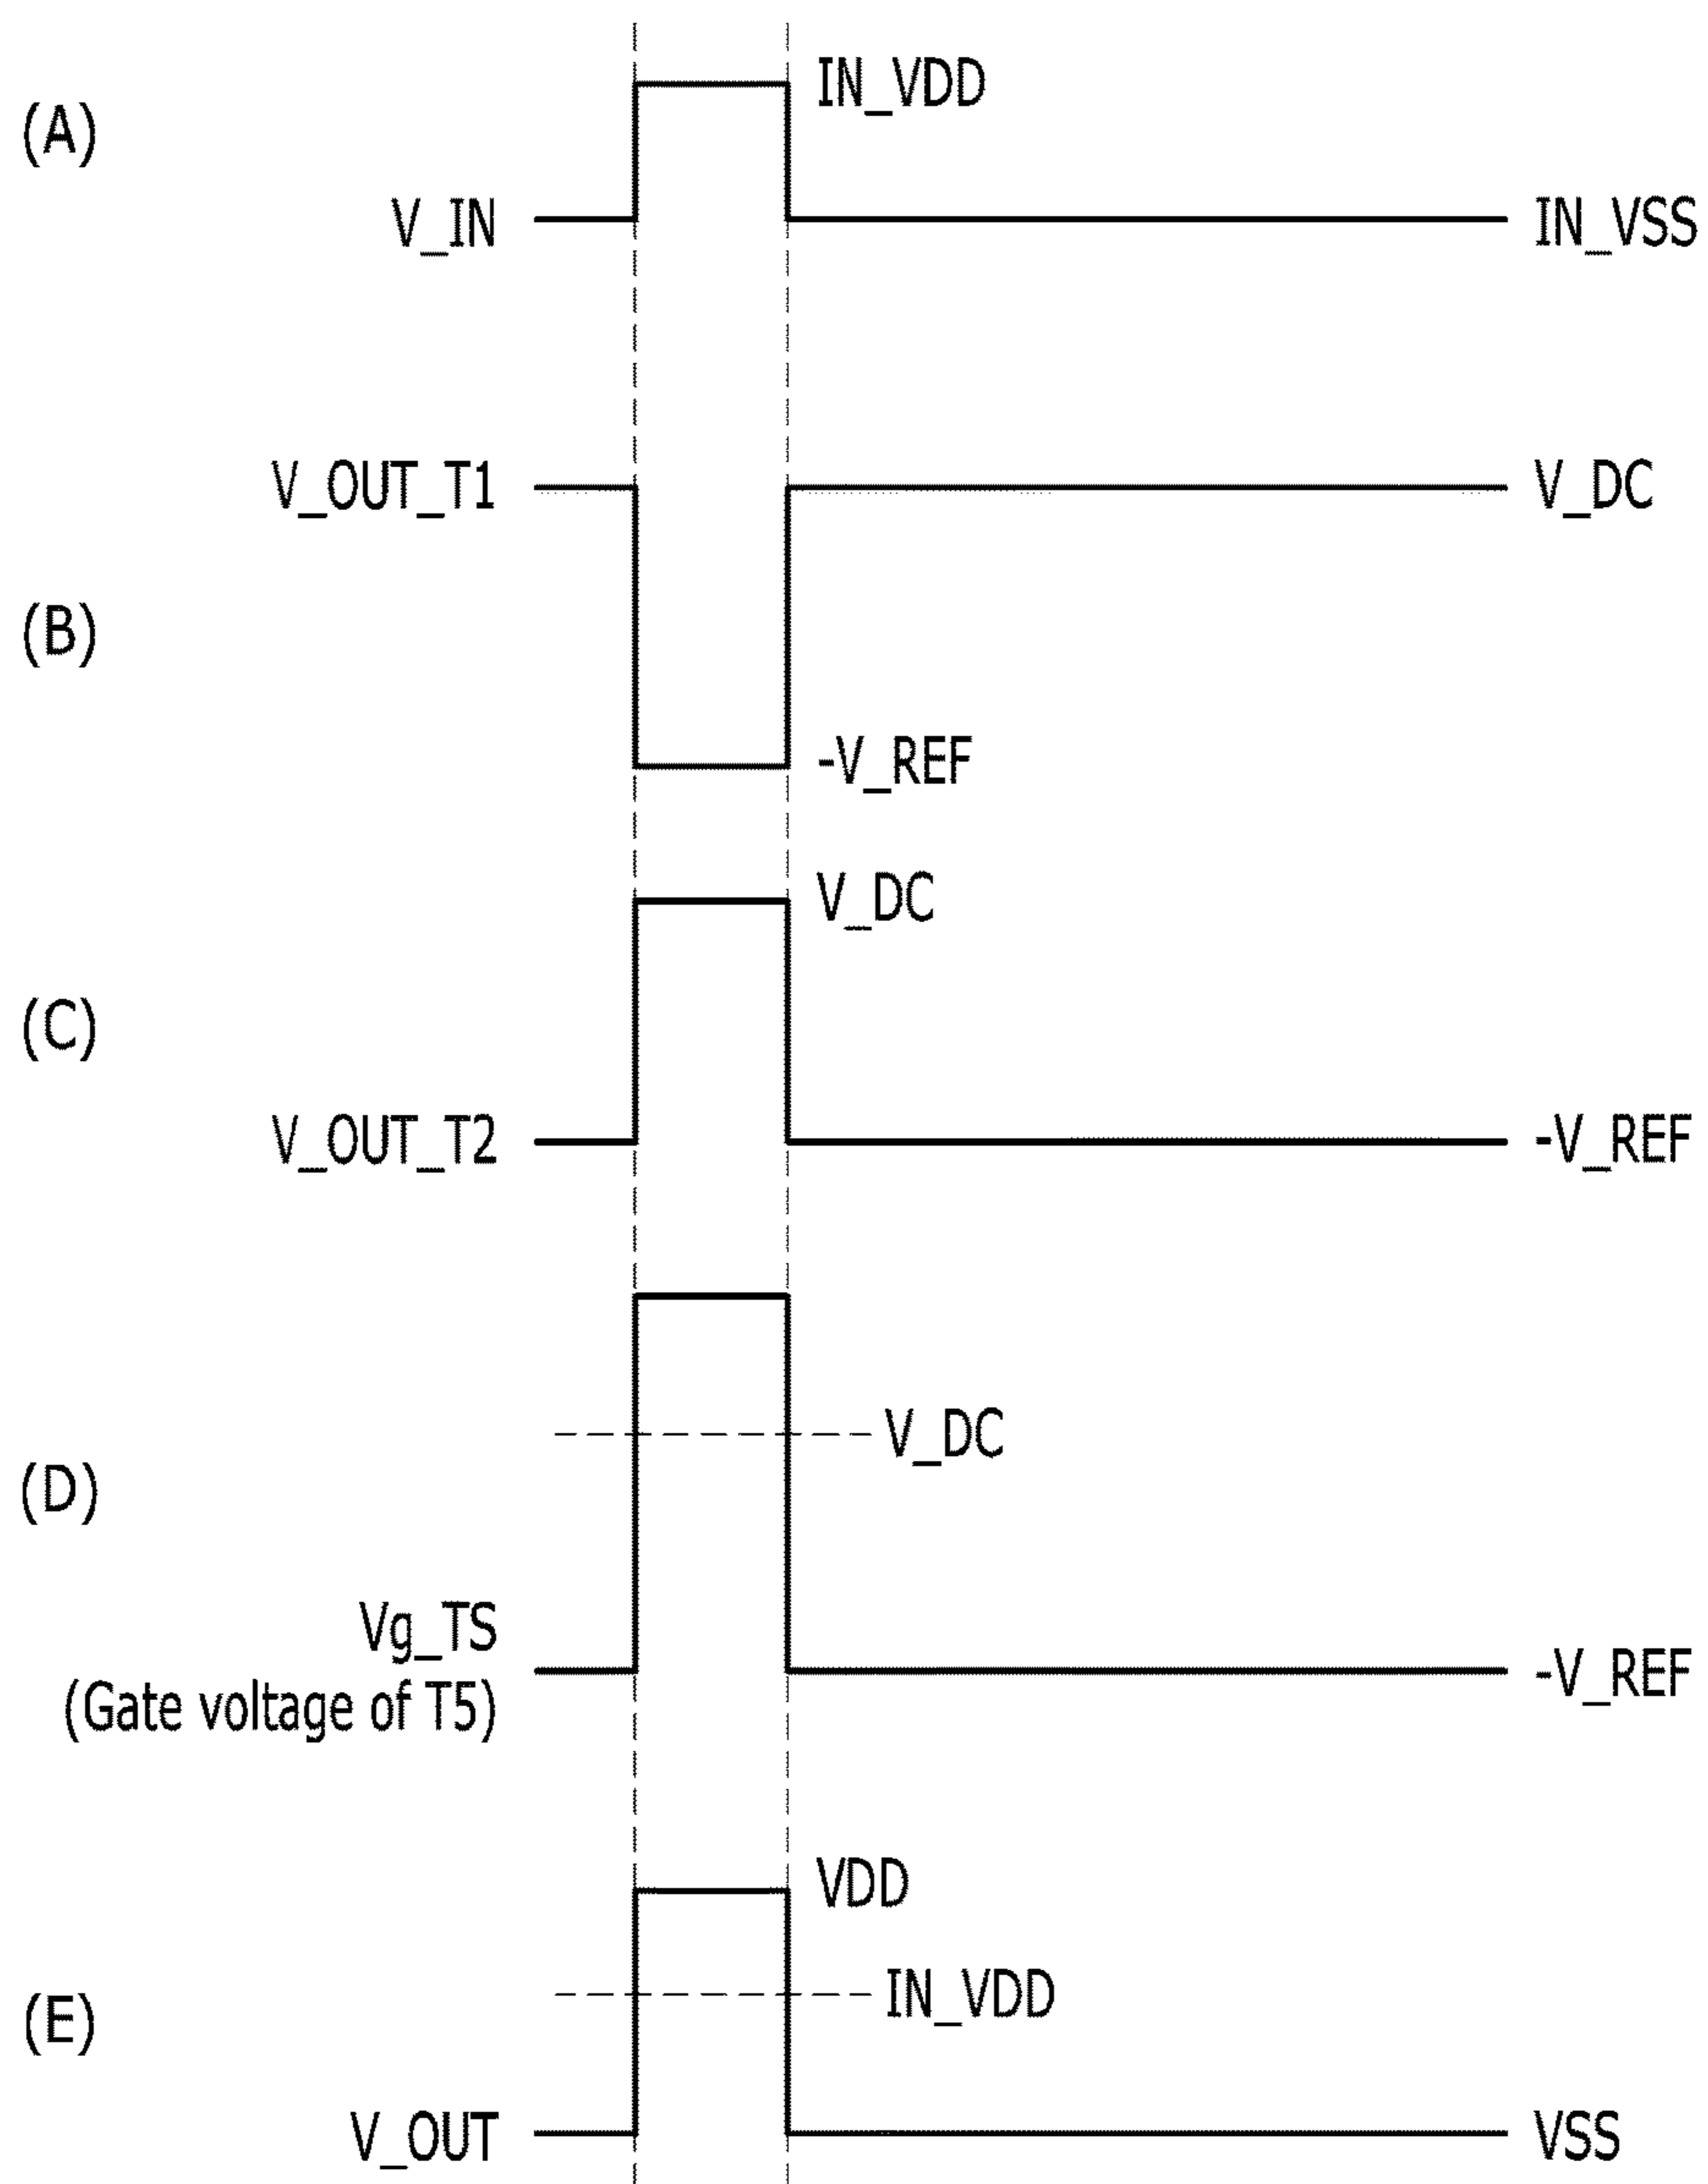 IN_VDD
(A)
V_IN
IN_VSS
V_OUT_T1
V_DC
(B)
-V_REF
V_DC
(C)
V_OUT_T2
-V_REF
V_DC
(D)
Vg_TS
(Gate voltage of T5)
-V_REF
VDD
IN_VDD
(E)
V_OUT
VSS